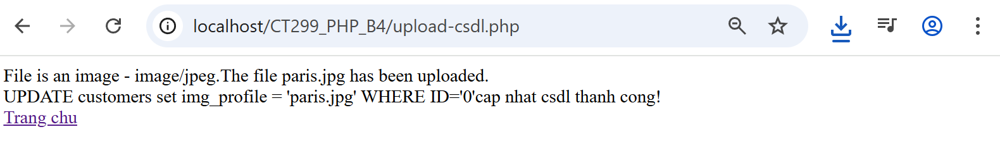 localhost/CT299_PHP_B4/upload-csdl.php
File is an image - image/jpeg.The file paris.jpg has been uploaded.
UPDATE customers set img_profile = 'paris.jpg' WHERE ID='0'cap nhat csdl thanh cong!
Trang chu